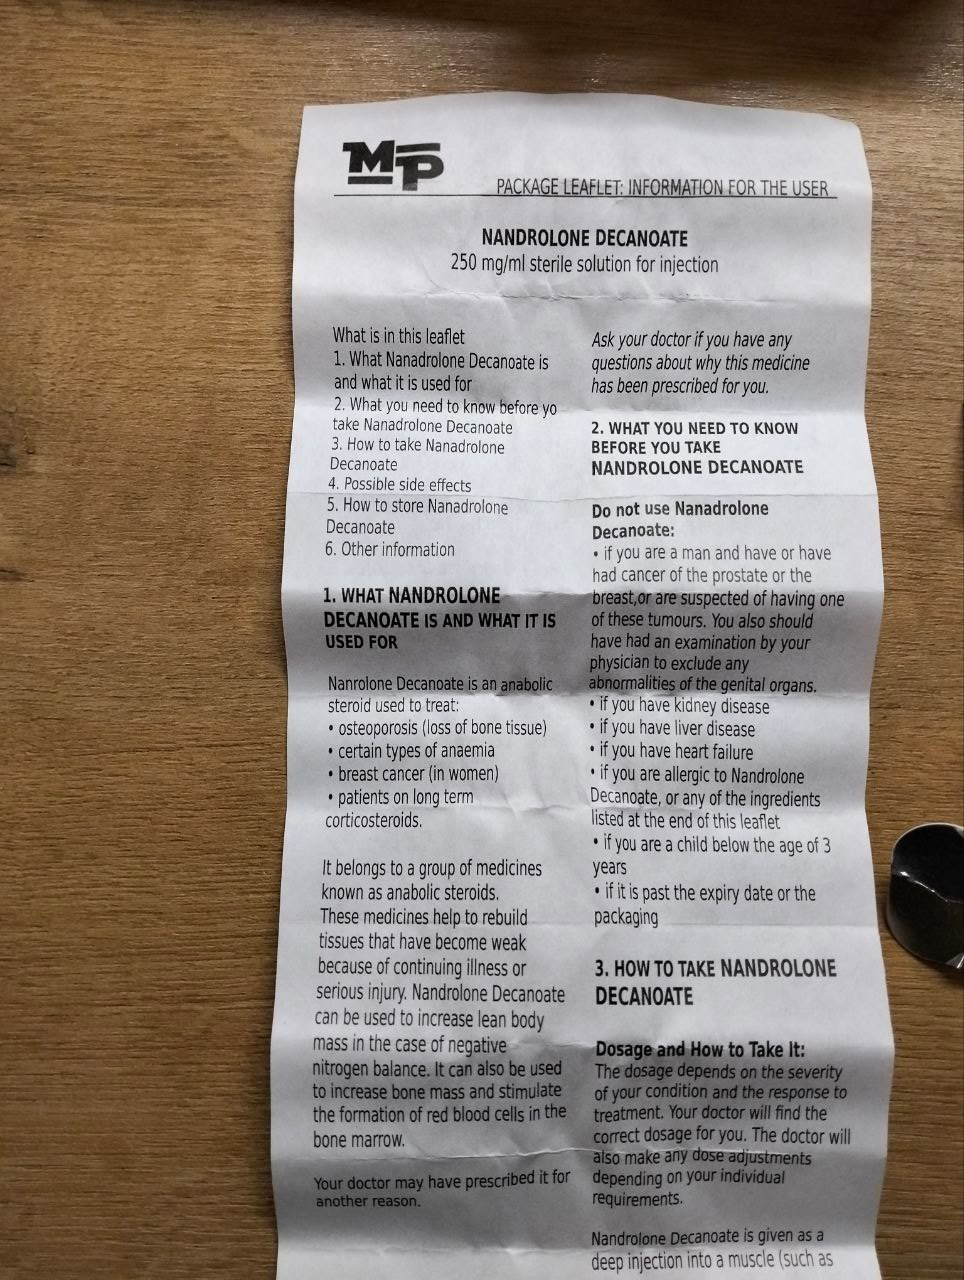 MP
PACKAGE LEAFLET: INFORMATION FOR THE USER
NANDROLONE DECANOATE
250 mg/ml sterile solution for injection
What is in this leaflet
1. What Nanadrolone Decanoate is
and what it is used for
2. What you need to know before yo
take Nanadrolone Decanoate
3. How to take Nanadrolone
Decanoate
4. Possible side effects
5. How to store Nanadrolone
Decanoate
6. Other information
1. WHAT NANDROLONE
DECANOATE IS AND WHAT IT IS
USED FOR
Nanrolone Decanoate is an anabolic
steroid used to treat:
• osteoporosis (loss of bone tissue)
• certain types of anaemia
• breast cancer (in women)
• patients on long term
corticosteroids.
It belongs to a group of medicines
known as anabolic steroids.
These medicines help to rebuild
tissues that have become weak
because of continuing illness or
serious injury. Nandrolone Decanoate
can be used to increase lean body
mass in the case of negative
nitrogen balance. It can also be used
to increase bone mass and stimulate
the formation of red blood cells in the
bone marrow.
Your doctor may have prescribed it for
another reason.
Ask your doctor if you have any
questions about why this medicine
has been prescribed for you.
2. WHAT YOU NEED TO KNOW
BEFORE YOU TAKE
NANDROLONE DECANOATE
Do not use Nanadrolone
Decanoate:
• if you are a man and have or have
had cancer of the prostate or the
breast,or are suspected of having one
of these tumours. You also should
have had an examination by your
physician to exclude any
abnormalities of the genital organs.
• if you have kidney disease
• if you have liver disease
• if you have heart failure
• if you are allergic to Nandrolone
Decanoate, or any of the ingredients
listed at the end of this leaflet
• if you are a child below the age of 3
years
• if it is past the expiry date or the
packaging
3. HOW TO TAKE NANDROLONE
DECANOATE
Dosage and How to Take It:
The dosage depends on the severity
of your condition and the response to
treatment. Your doctor will find the
correct dosage for you. The doctor will
also make any dose adjustments
depending on your individual
requirements.
Nandrolone Decanoate is given as a
deep injection into a muscle (such as